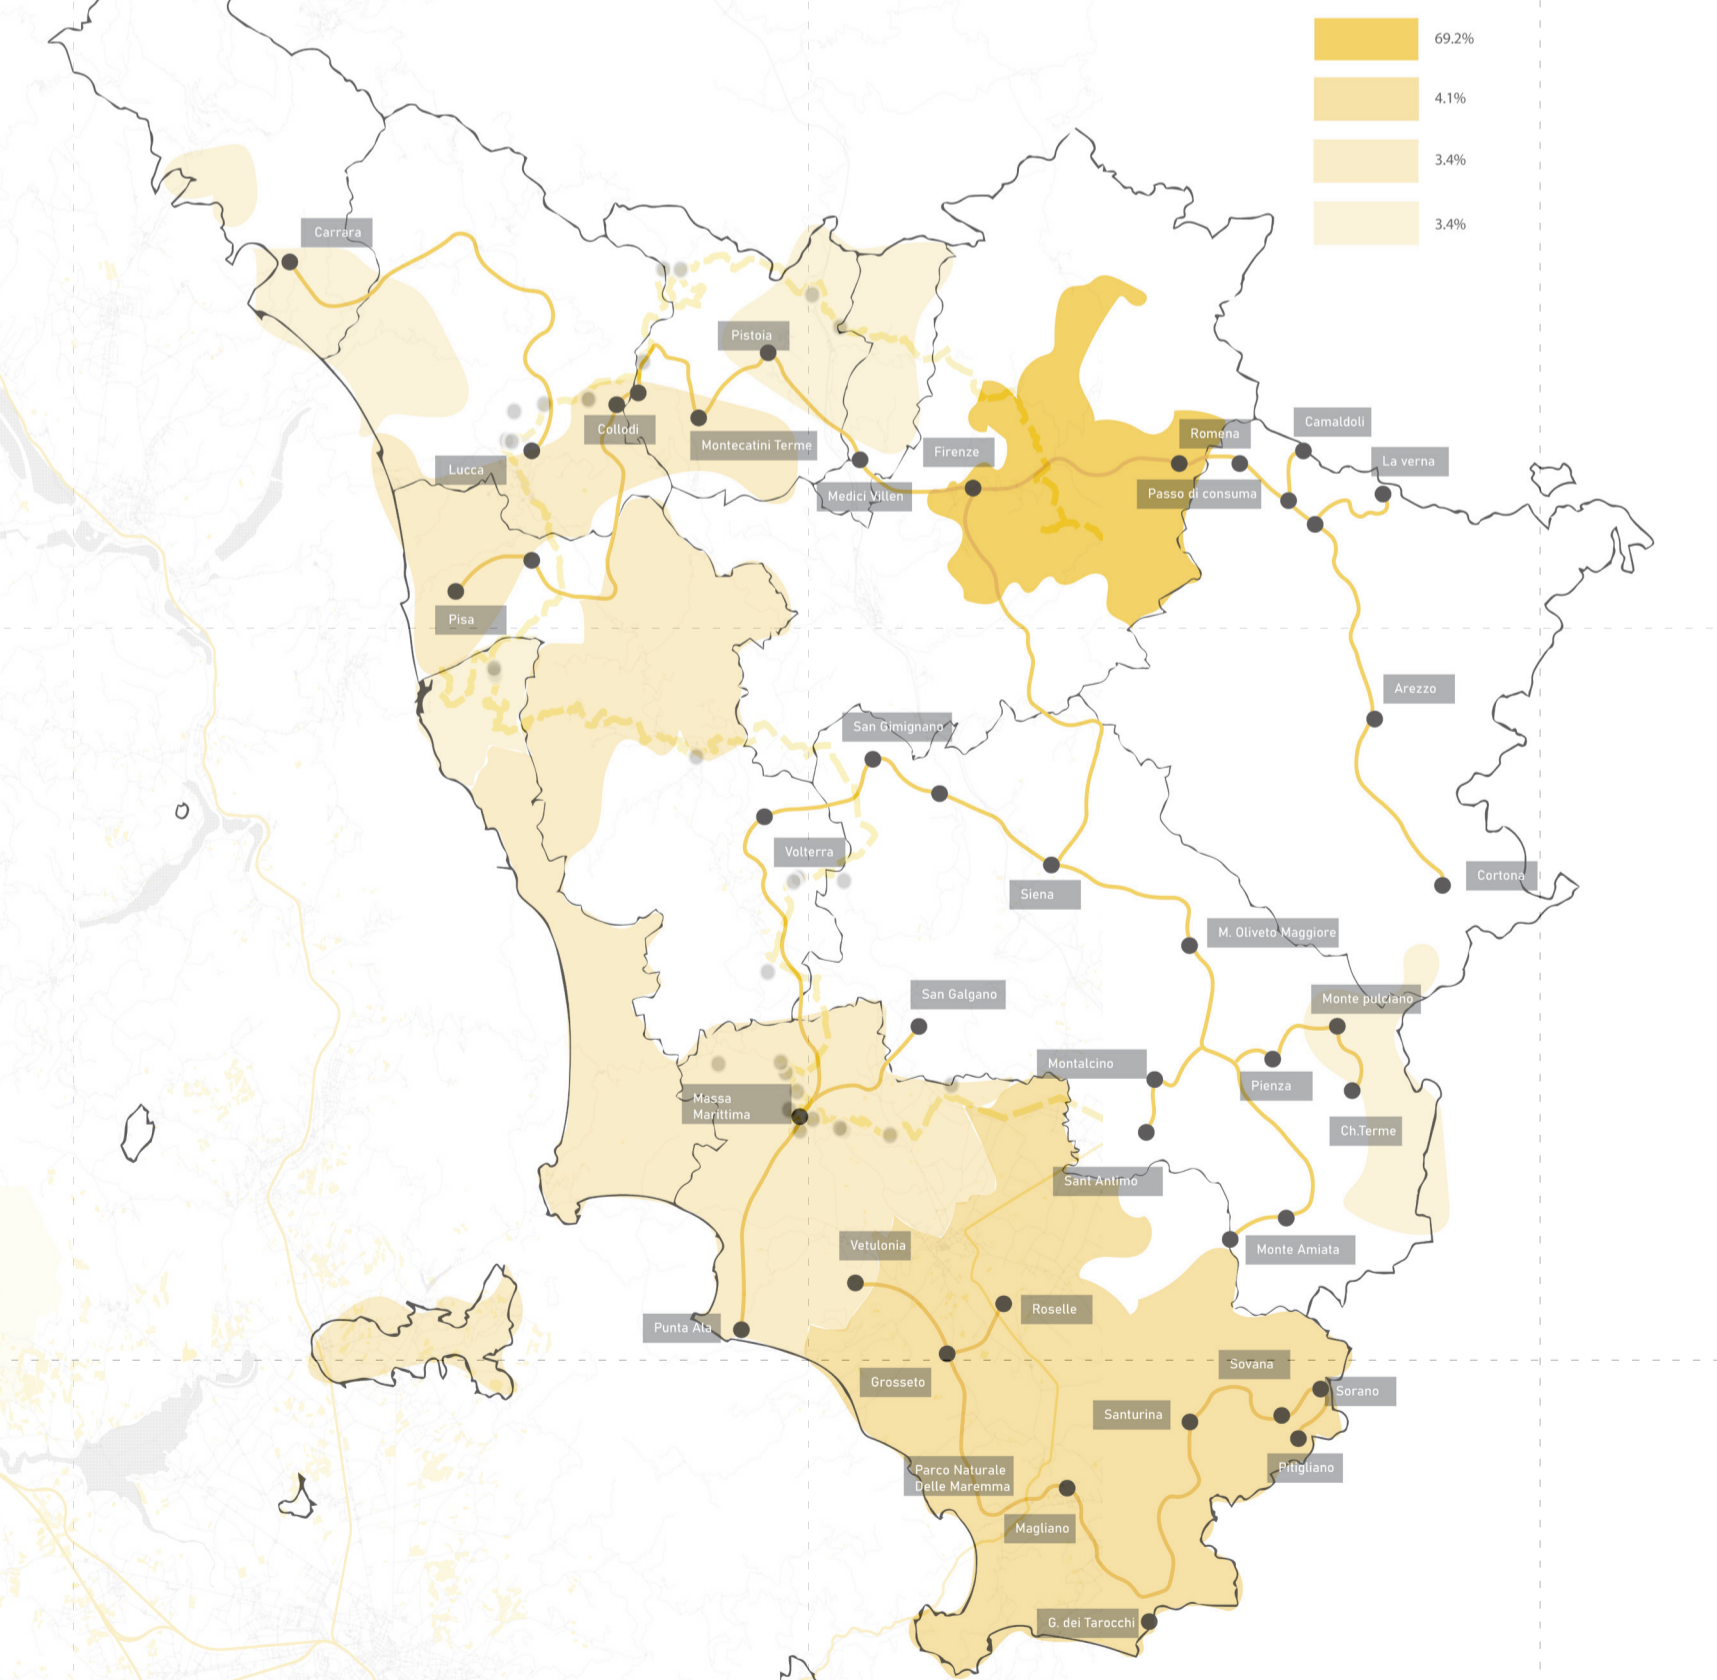 69.2%
4.1%
3.4%
3.4%
Carrara
Pistoia
Collodi
Montecatini Terme
Lucca
Medici Villen
Firenze
Romena
Camaldoli
La verna
Passo di consuma
Pisa
Arezzo
San Gimignano
Volterra
Siena
Cortona
M. Oliveto Maggiore
San Galgano
Monte pulciano
Montalcino
Pienza
Massa
Marittima
Ch.Terme
Sant Antimo
Vetulonia
Monte Amiata
Roselle
Punta Ala
Grosseto
Sovana
Sorano
Santurina
Parco Naturale
Delle Maremma
Pitigliano
Magliano
G. dei Tarocchi